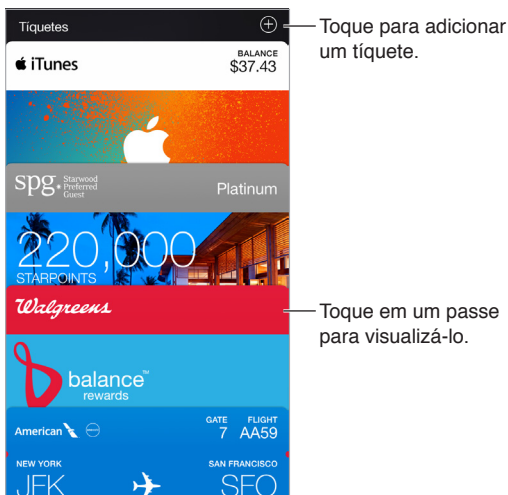 Tíquetes
Toque para adicionar
um tíquete.
iTunes
BALANCE
$37.43
spg. Starwood
Preferred
Guest
Platinum
220,000
STARPOINTS
Walgreens
Toque em um passe
para visualizá-lo.
balance™
rewards
American
GATE FLIGHT
7 AA59
NEW YORK SAN FRANCISCO
JFK SFO